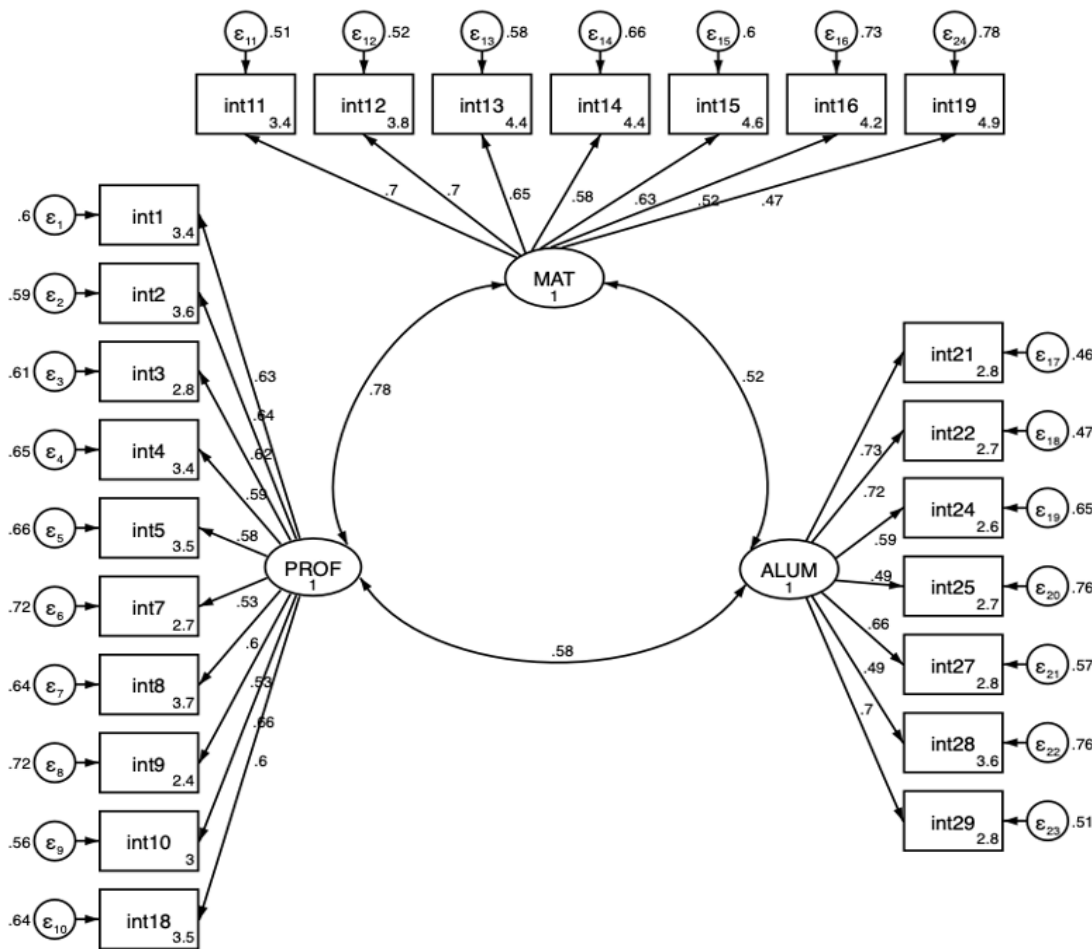 ε11 .51 ε12 .52 ε13 .58 ε14 .66 ε15 .6 ε16 .73 ε24 .78
int11 3.4 int12 3.8 int13 4.4 int14 4.4 int15 4.6 int16 4.2 int19 4.9
.7 .7 .65 .58 .63 .52 .47
MAT 1
.6 ε1 int1 3.4
.59 ε2 int2 3.6
.61 ε3 int3 2.8
.65 ε4 int4 3.4
.66 ε5 int5 3.5
.72 ε6 int7 2.7
.64 ε7 int8 3.7
.72 ε8 int9 2.4
.56 ε9 int10 3
.64 ε10 int18 3.5
.63
.64
.62
.59
.58
.53
.6
.53
.66
.6
PROF 1
.78
.52
.58
ALUM 1
.73
.72
.59
.49
.66
.49
.7
int21 2.8 ε17 .46
int22 2.7 ε18 .47
int24 2.6 ε19 .65
int25 2.7 ε20 .76
int27 2.8 ε21 .57
int28 3.6 ε22 .76
int29 2.8 ε23 .51